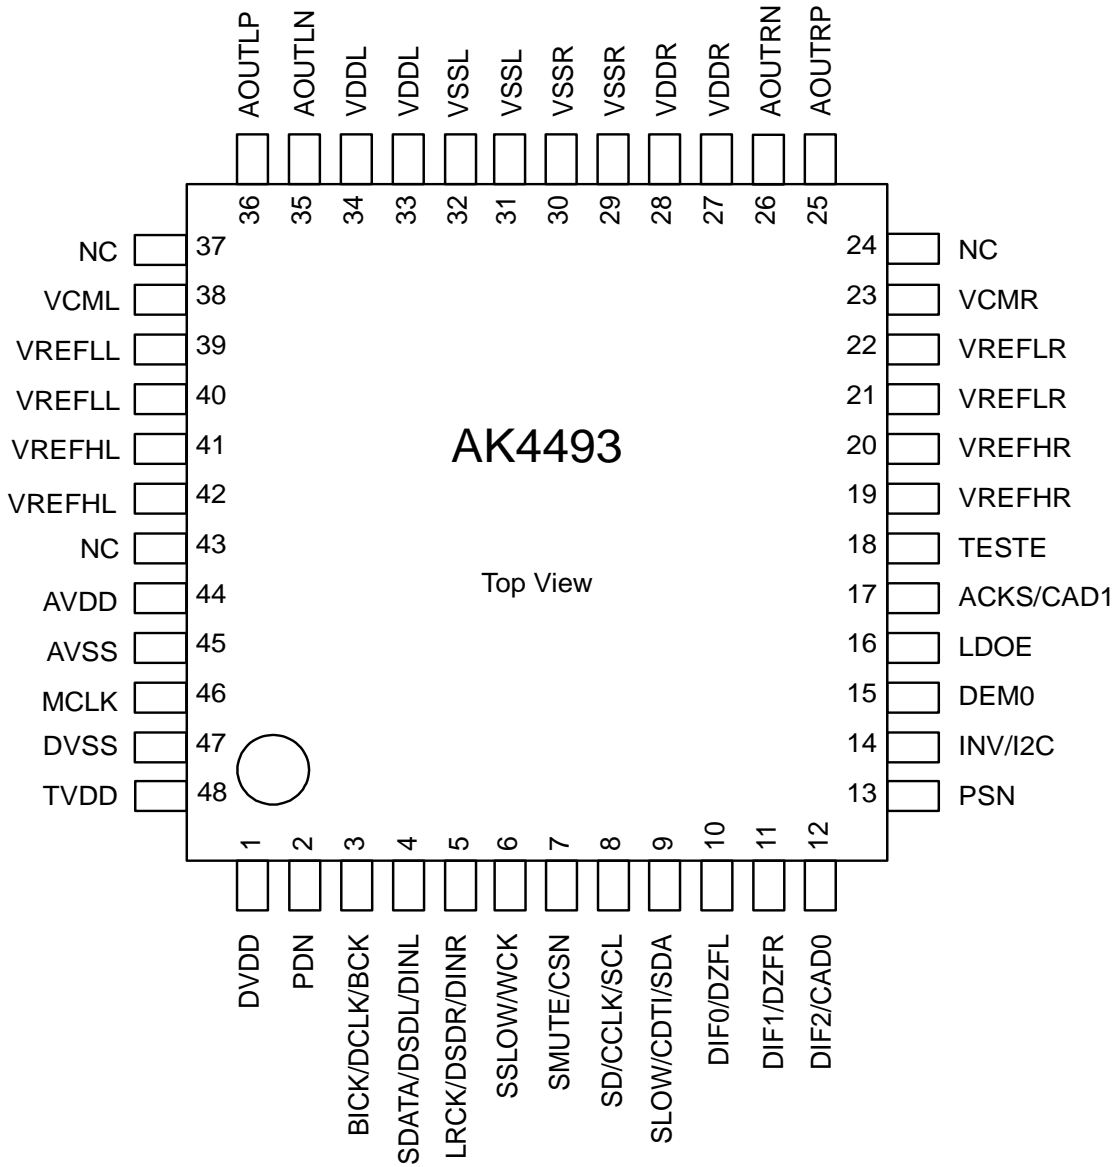 AOUTLP
AOUTLN
VDDL
VDDL
VSSL
VSSL
VSSR
VSSR
VDDR
VDDR
AOUTRN
AOUTRP
36
35
34
33
32
31
30
29
28
27
26
25
NC 37
24 NC
VCML 38
23 VCMR
VREFLL 39
22 VREFLR
VREFLL 40
21 VREFLR
VREFHL 41
20 VREFHR
VREFHL 42
19 VREFHR
NC 43
18 TESTE
AVDD 44
17 ACKS/CAD1
AVSS 45
16 LDOE
MCLK 46
15 DEM0
DVSS 47
14 INV/I2C
TVDD 48
13 PSN
AK4493
Top View
1
2
3
4
5
6
7
8
9
10
11
12
DVDD
PDN
BICK/DCLK/BCK
SDATA/DSDL/DINL
LRCK/DSDR/DINR
SSLOW/WCK
SMUTE/CSN
SD/CCLK/SCL
SLOW/CDTI/SDA
DIF0/DZFL
DIF1/DZFR
DIF2/CAD0